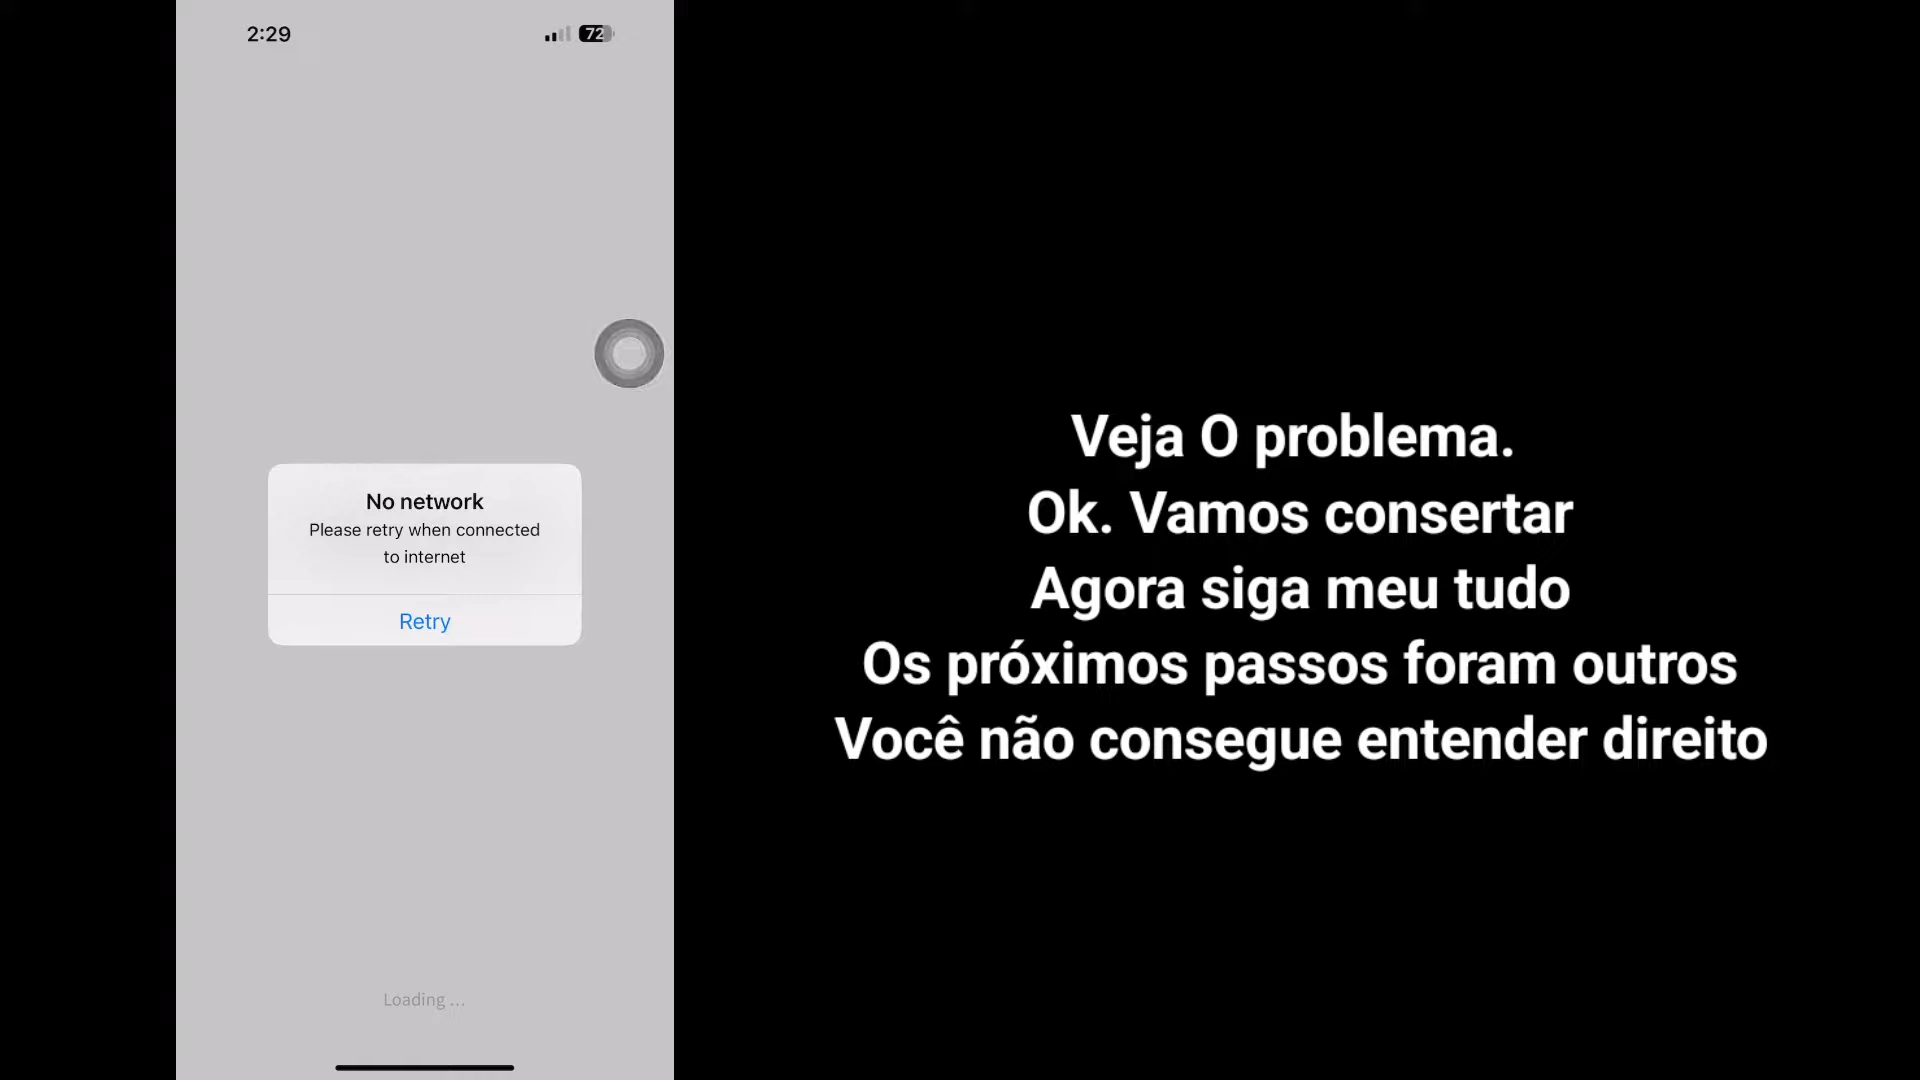 2:29
72
No network
Please retry when connected
to internet
Retry
Loading ...
Veja O problema.
Ok. Vamos consertar
Agora siga meu tudo
Os próximos passos foram outros
Você não consegue entender direito